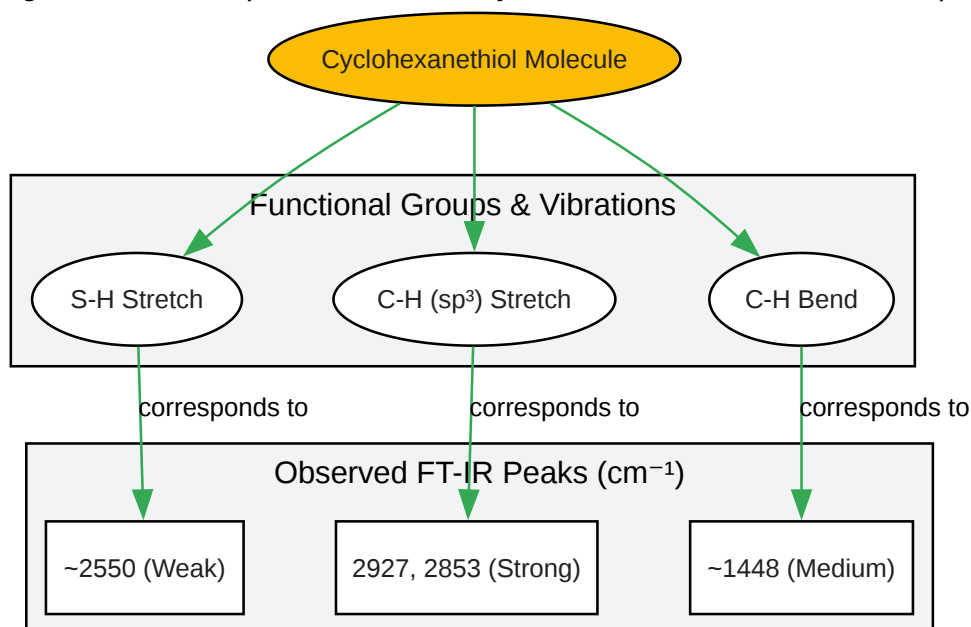 Cyclohexanethiol Molecule
Functional Groups & Vibrations
S-H Stretch
C-H (sp³) Stretch
C-H Bend
corresponds to
corresponds to
corresponds to
Observed FT-IR Peaks (cm⁻¹)
~2550 (Weak)
2927, 2853 (Strong)
~1448 (Medium)